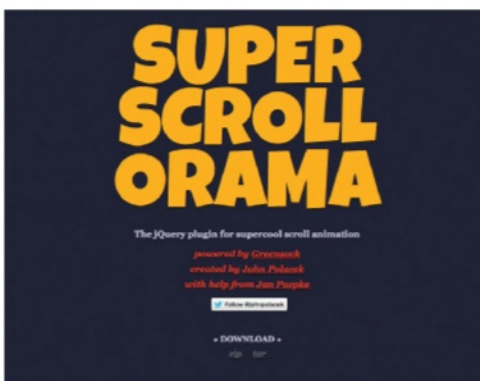 SUPER
SCROLL
ORAMA
The jQuery plugin for supercool scroll animation
powered by Greensock
created by John Polacek
with help from Jan Paepke
Follow @johnpolacek
DOWNLOAD
zip tar